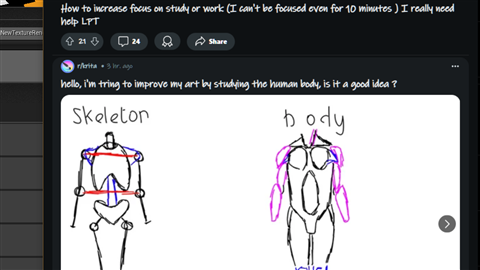 How to increase focus on study or work (I can't be focused even for 10 minutes ) I really need
help LPT
21
24
Share
NewTextureRen
r/krita • 5 hr. ago
hello, i'm tring to improve my art by studying the human body, is it a good idea ?
Skeleton
body